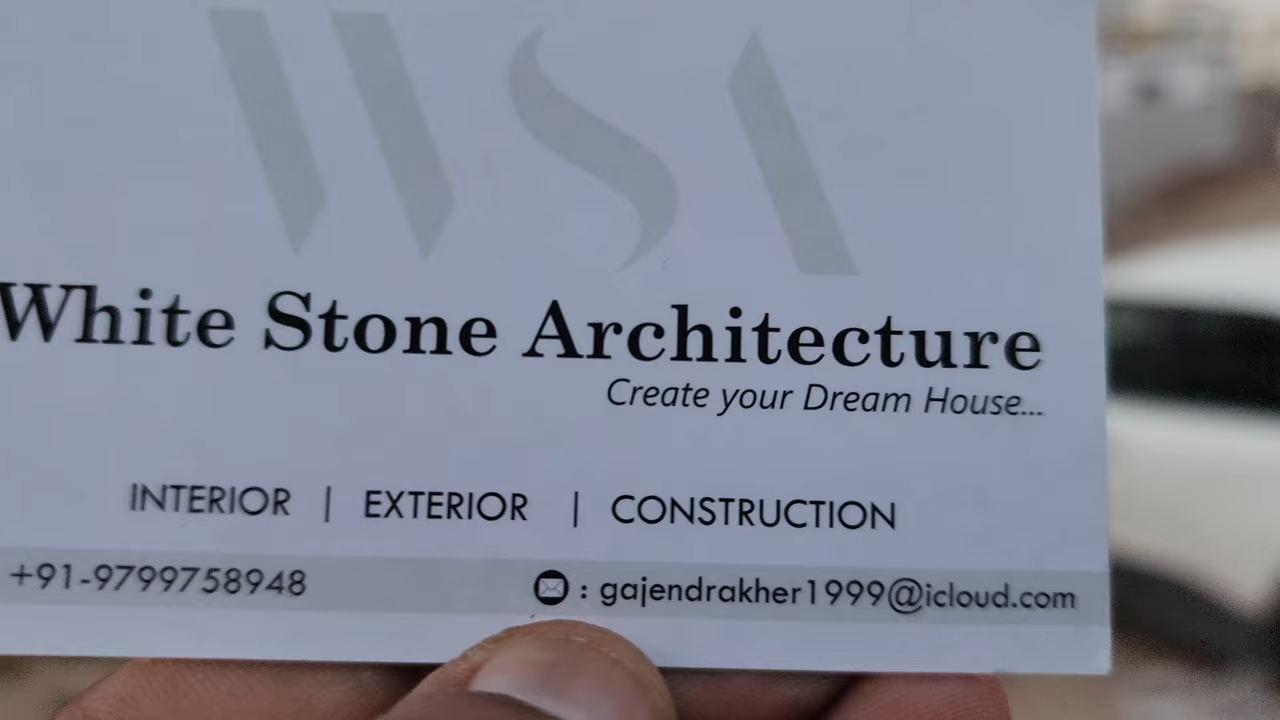 WSA
White Stone Architecture
Create your Dream House...
INTERIOR | EXTERIOR | CONSTRUCTION
+91-9799758948 : gajendrakher1999@icloud.com